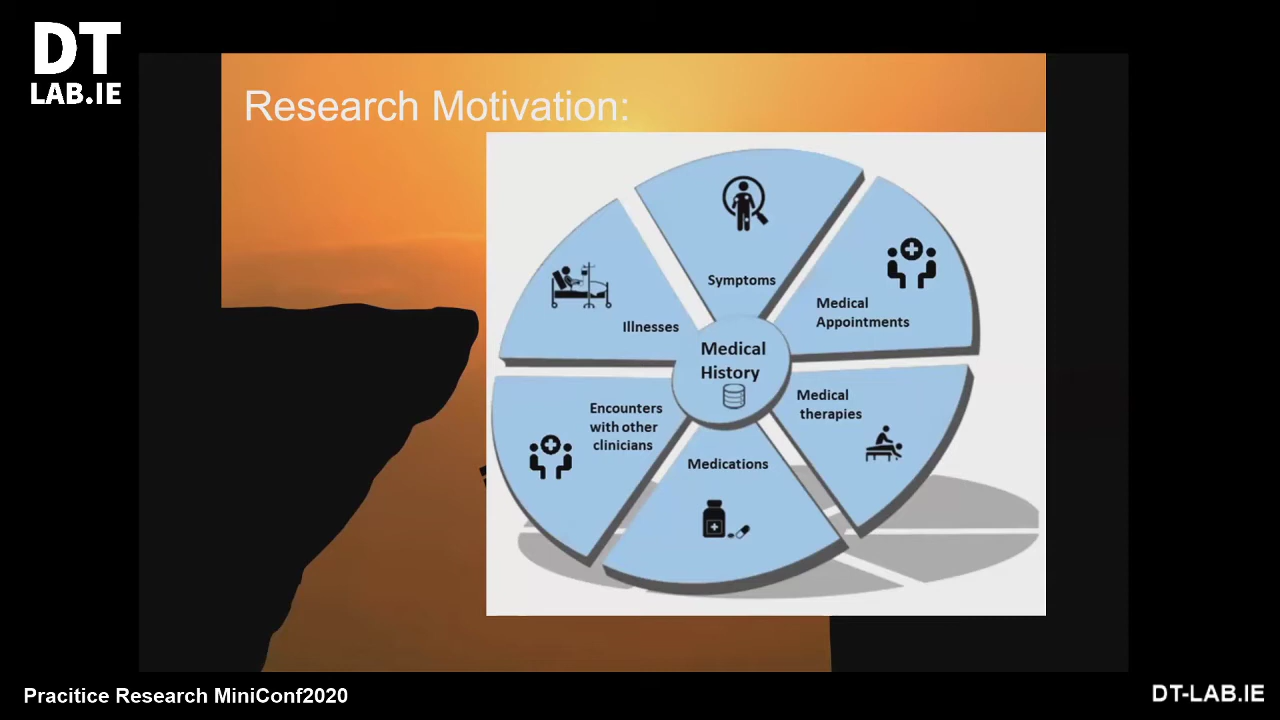 DT
LAB.IE
Research Motivation:
Symptoms
Medical
Appointments
Illnesses
Medical
History
Medical
therapies
Encounters
with other
clinicians
Medications
Pracitice Research MiniConf2020
DT-LAB.IE